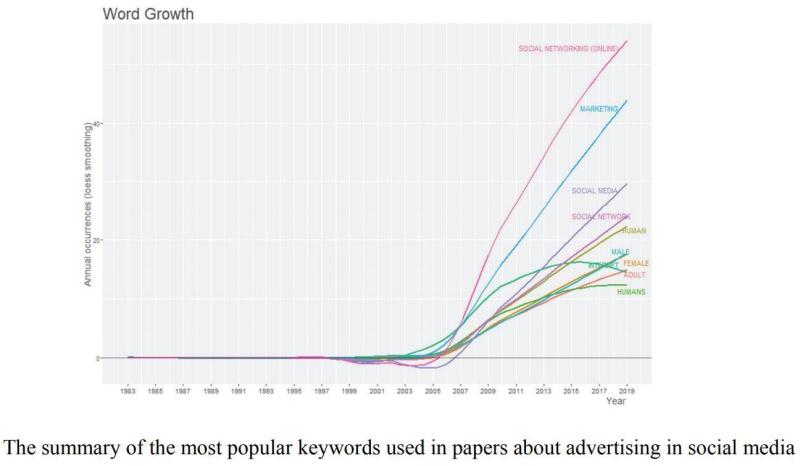 Word Growth
SOCIAL NETWORKING (ONLINE)
MARKETING
SOCIAL MEDIA
SOCIAL NETWORK
HUMAN
MALE
INTERNET FEMALE
ADULT
HUMANS
Annual occurrences (loess smoothing)
40
20
0
1983 1985 1987 1989 1991 1993 1995 1997 1999 2001 2003 2005 2007 2009 2011 2013 2015 2017 2019
Year
The summary of the most popular keywords used in papers about advertising in social media